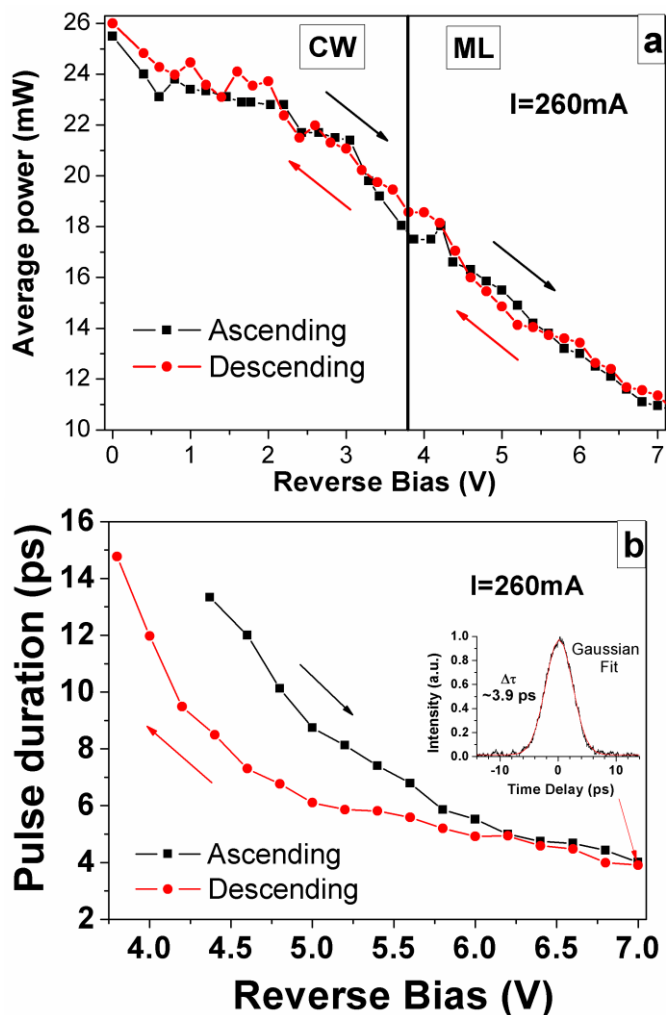 a
CW
ML
I=260mA
Average power (mW)
26
24
22
20
18
16
14
12
10
Ascending
Descending
0
1
2
3
4
5
6
7
Reverse Bias (V)
b
I=260mA
Pulse duration (ps)
16
14
12
10
8
6
4
2
Intensity (a.u.)
1.0
0.8
0.6
0.4
0.2
0.0
Gaussian
Fit
Δτ
~3.9 ps
-10
0
10
Time Delay (ps)
Ascending
Descending
4.0
4.5
5.0
5.5
6.0
6.5
7.0
Reverse Bias (V)